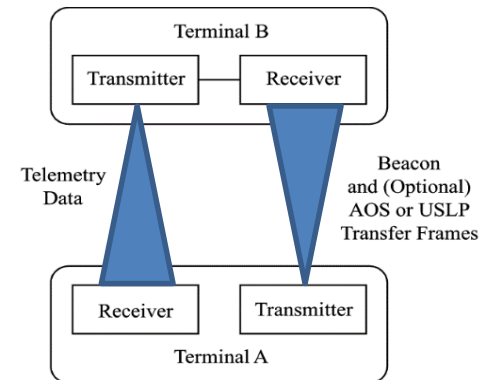 Terminal B
Transmitter
Receiver
Telemetry
Data
Beacon
and (Optional)
AOS or USLP
Transfer Frames
Receiver
Transmitter
Terminal A